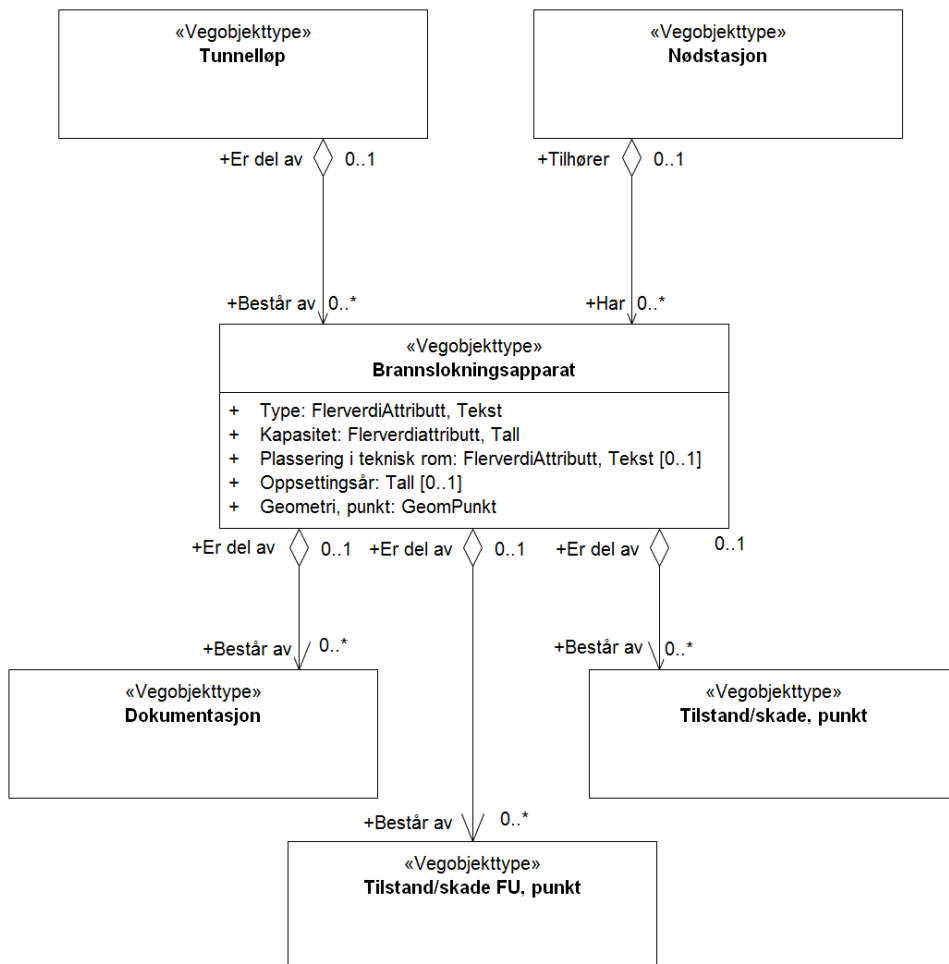 «Vegobjekttype»
Tunnelløp
«Vegobjekttype»
Nødstasjon
+Er del av 0..1
+Tilhører 0..1
+Består av 0..*
+Har 0..*
«Vegobjekttype»
Brannslokningsapparat
+ Type: FlerverdiAttributt, Tekst
+ Kapasitet: Flerverdiattributt, Tall
+ Plassering i teknisk rom: FlerverdiAttributt, Tekst [0..1]
+ Oppsettingsår: Tall [0..1]
+ Geometri, punkt: GeomPunkt
+Er del av 0..1
+Er del av 0..1
+Er del av 0..1
+Består av 0..*
+Består av 0..*
«Vegobjekttype»
Dokumentasjon
«Vegobjekttype»
Tilstand/skade, punkt
+Består av 0..*
«Vegobjekttype»
Tilstand/skade FU, punkt